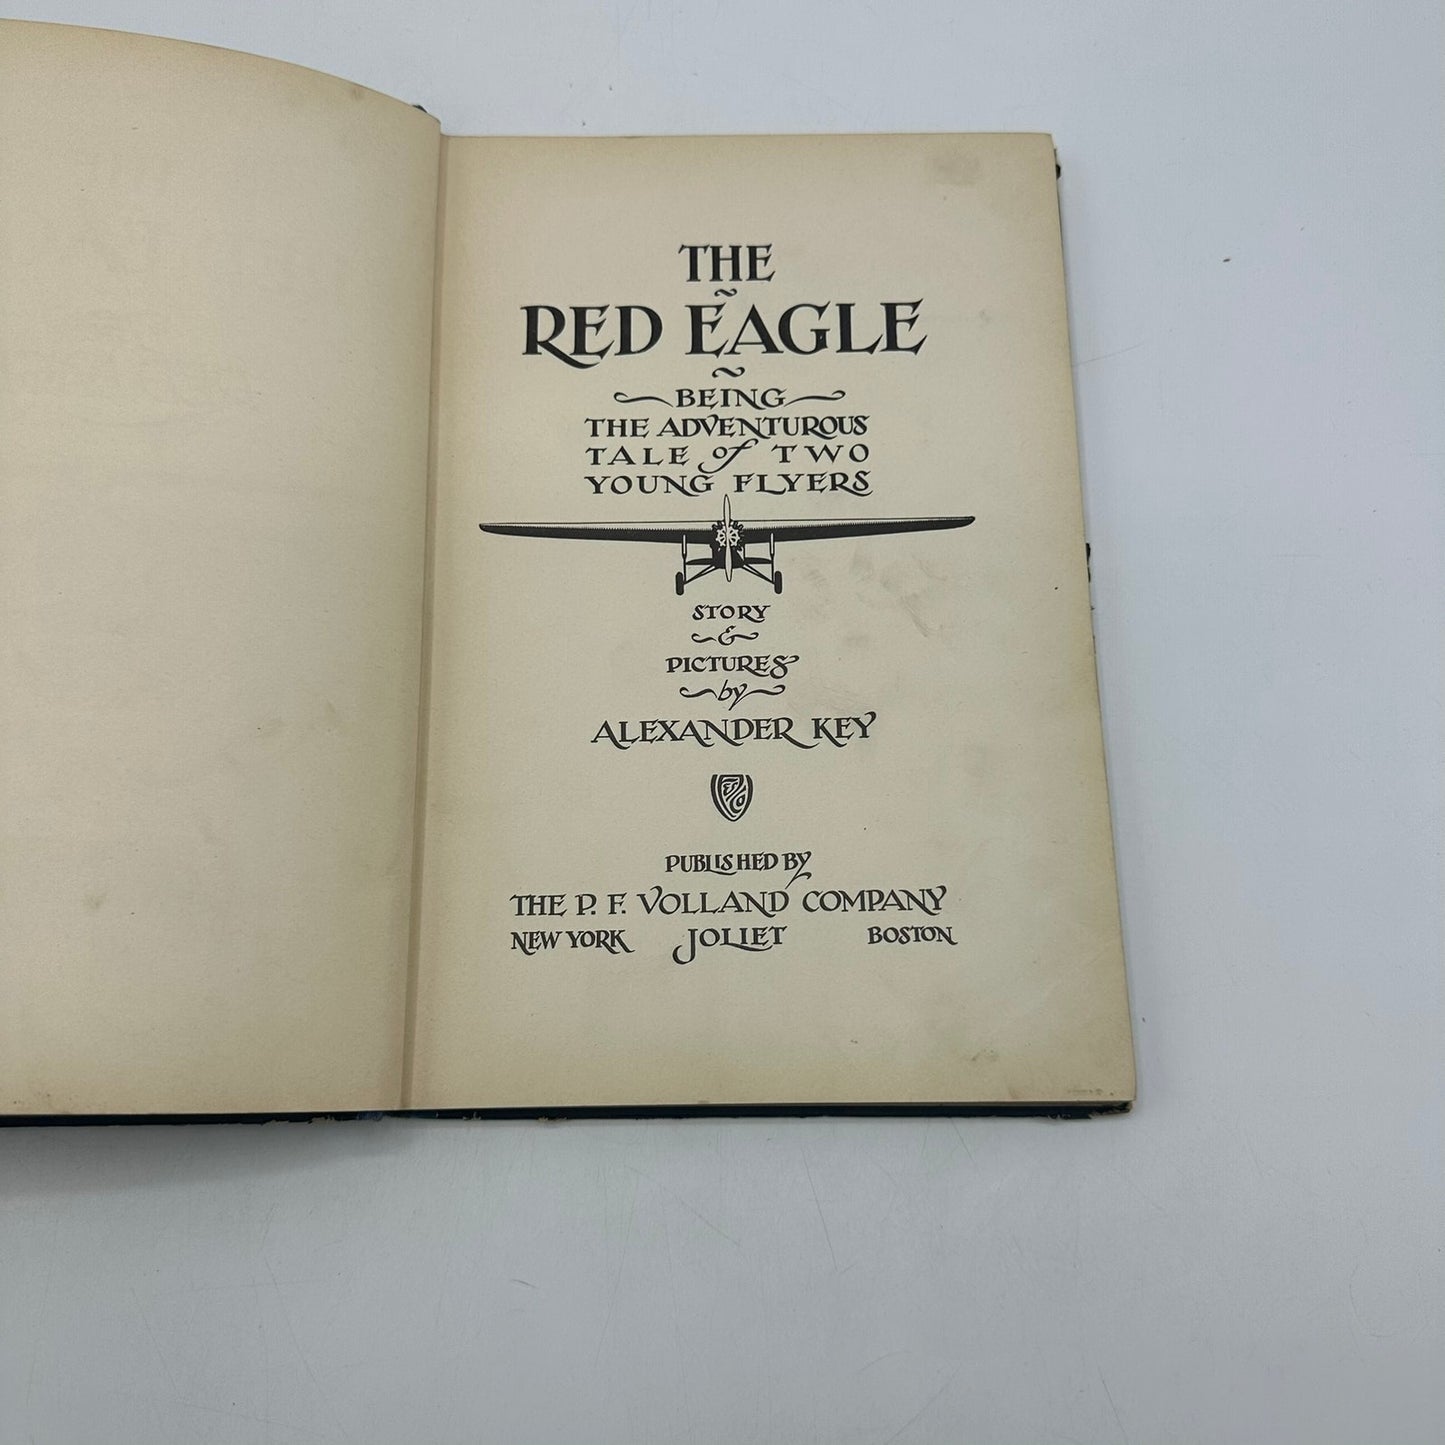 THE
RED EAGLE
BEING
THE ADVENTUROUS
TALE of TWO
YOUNG FLYERS
STORY
&
PICTURES
by
ALEXANDER KEY
PUBLISHED BY
THE P. F. VOLLAND COMPANY
NEW YORK JOLIET BOSTON